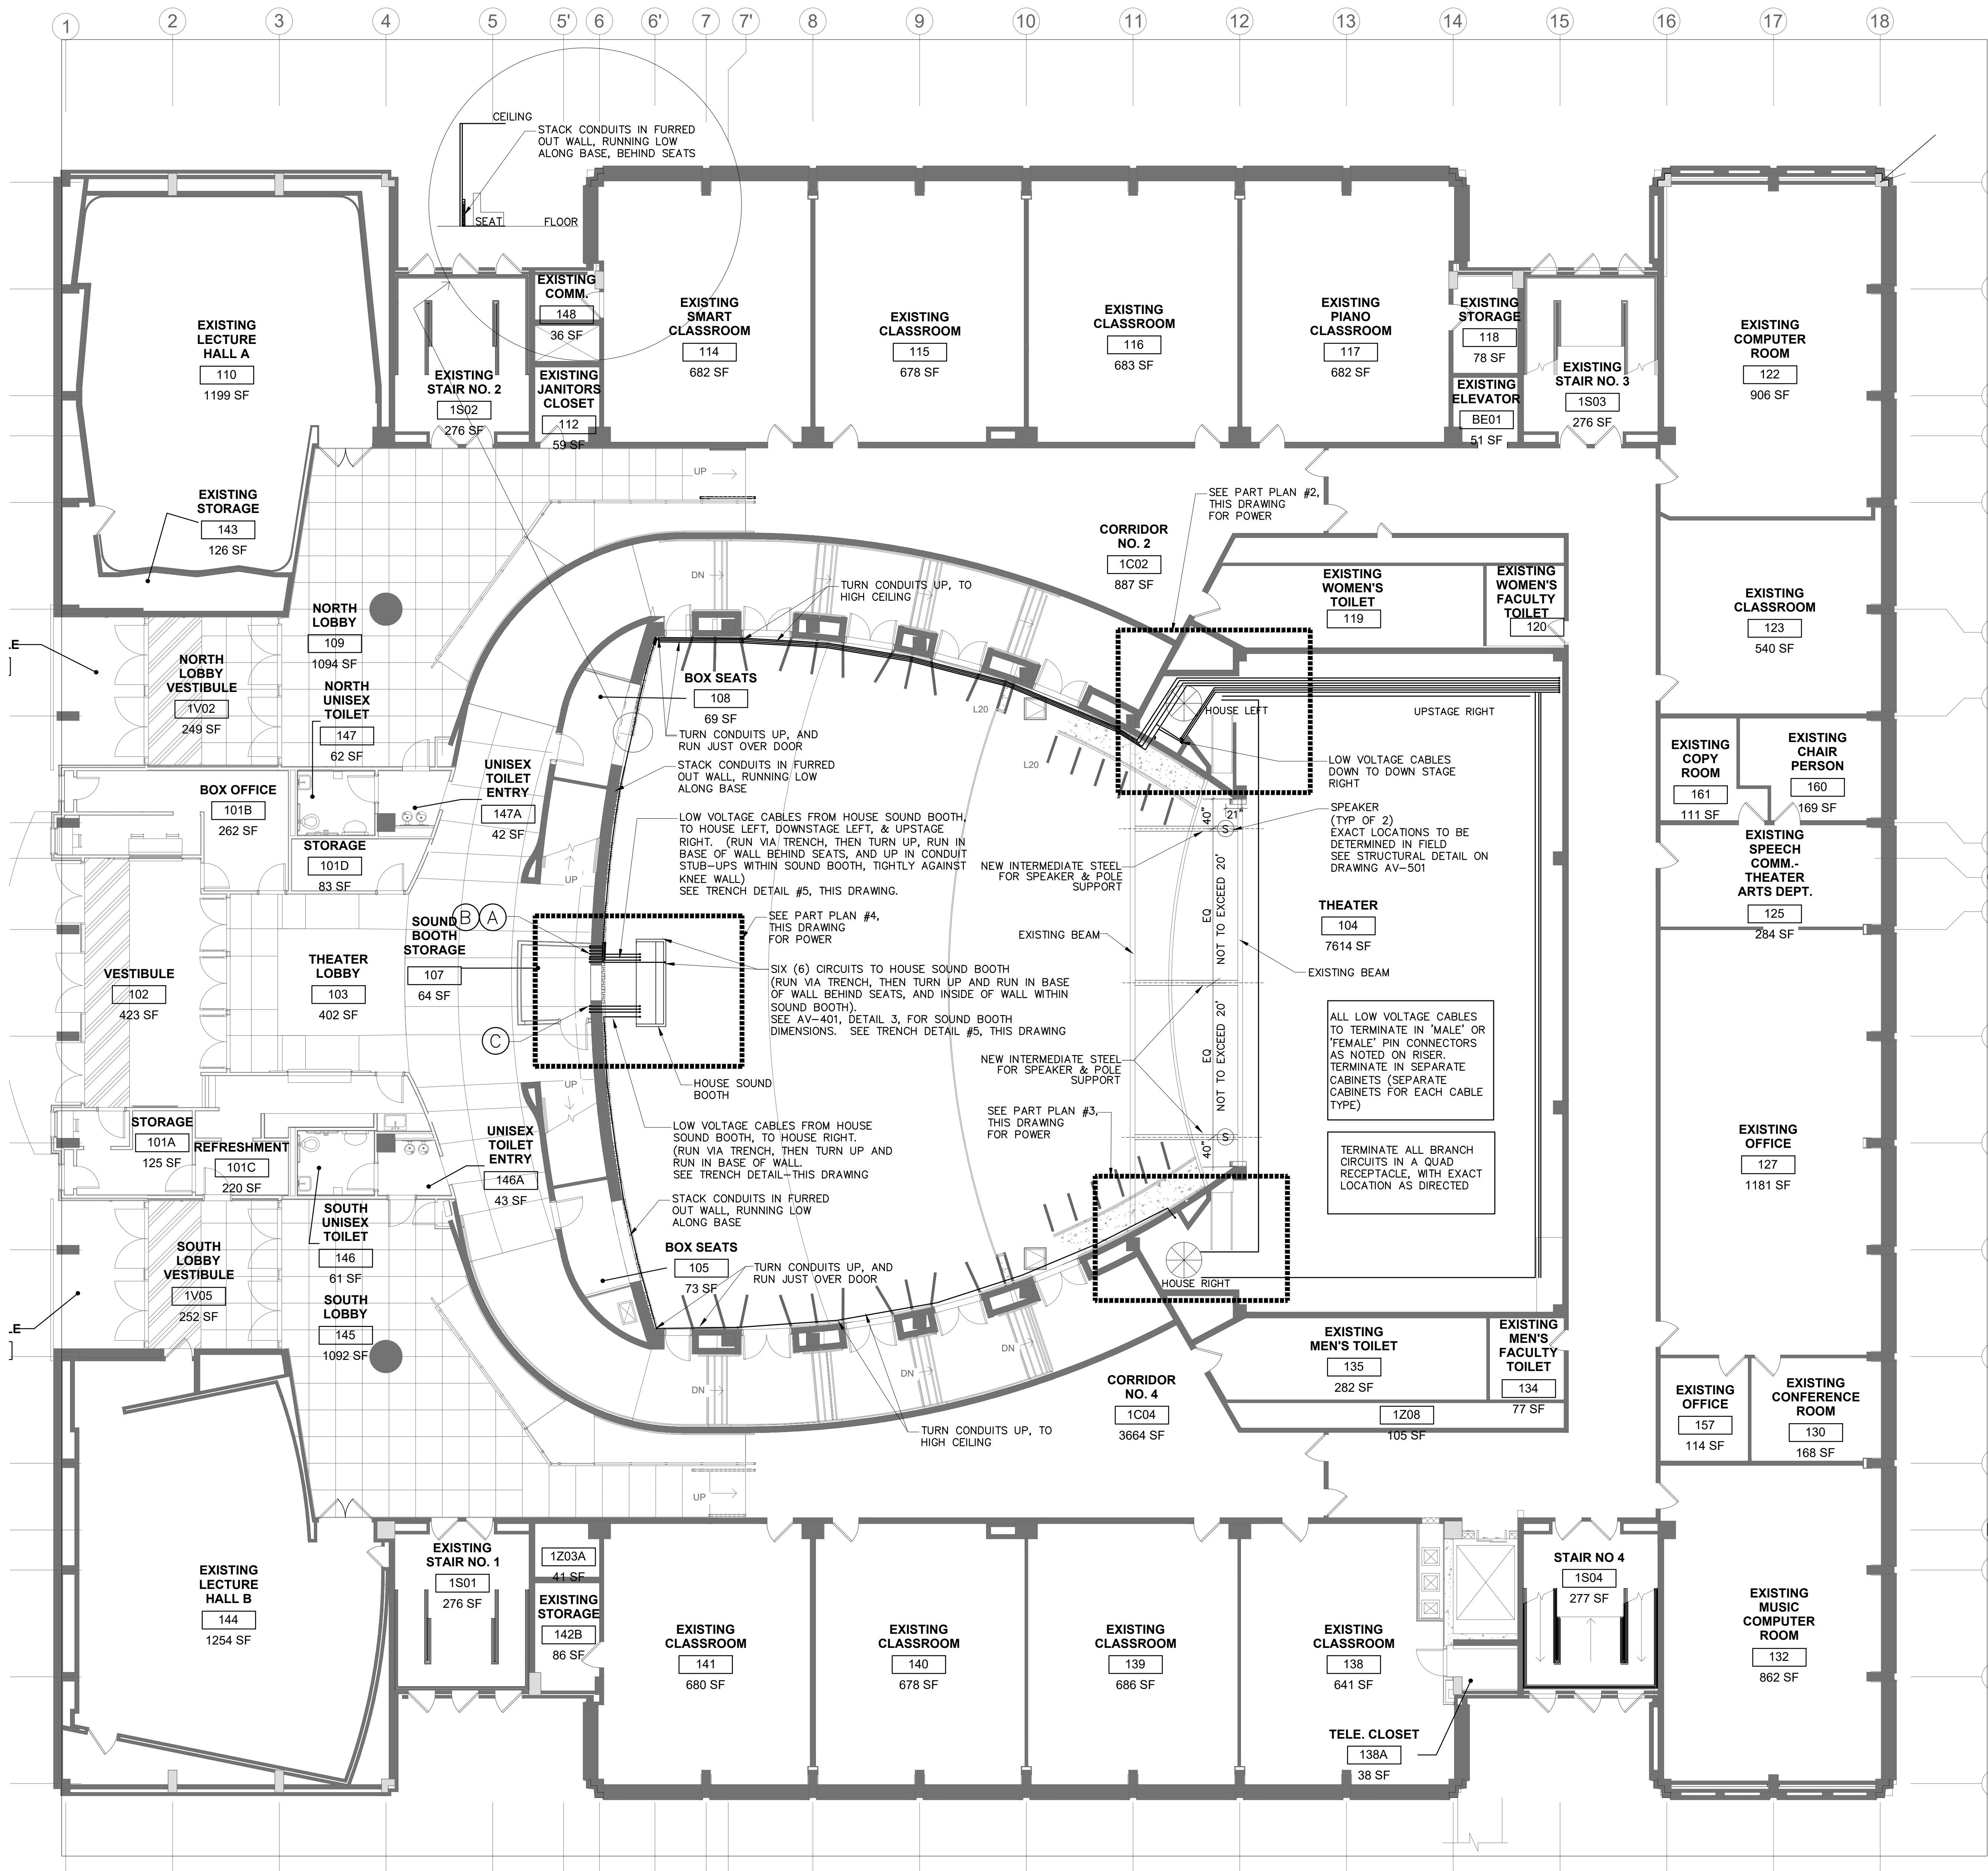 1
2
3
4
5
5'
6
6'
7
7'
8
9
10
11
12
13
14
15
16
17
18
CEILING
STACK CONDUITS IN FURRED
OUT WALL, RUNNING LOW
ALONG BASE, BEHIND SEATS
SEAT
FLOOR
EXISTING
LECTURE
HALL A
110
1199 SF
EXISTING
STAIR NO. 2
1S02
276 SF
EXISTING
COMM.
148
36 SF
EXISTING
JANITORS
CLOSET
112
59 SF
EXISTING
SMART
CLASSROOM
114
682 SF
EXISTING
CLASSROOM
115
678 SF
EXISTING
CLASSROOM
116
683 SF
EXISTING
PIANO
CLASSROOM
117
682 SF
EXISTING
STORAGE
118
78 SF
EXISTING
ELEVATOR
BE01
51 SF
EXISTING
STAIR NO. 3
1S03
276 SF
EXISTING
COMPUTER
ROOM
122
906 SF
EXISTING
STORAGE
143
126 SF
UP
SEE PART PLAN #2,
THIS DRAWING
FOR POWER
CORRIDOR
NO. 2
1C02
887 SF
DN
TURN CONDUITS UP, TO
HIGH CEILING
EXISTING
WOMEN'S
TOILET
119
EXISTING
WOMEN'S
FACULTY
TOILET
120
EXISTING
CLASSROOM
123
540 SF
NORTH
LOBBY
109
1094 SF
LE
NORTH
LOBBY
VESTIBULE
1V02
249 SF
NORTH
UNISEX
TOILET
147
62 SF
BOX SEATS
108
69 SF
TURN CONDUITS UP, AND
RUN JUST OVER DOOR
STACK CONDUITS IN FURRED
OUT WALL, RUNNING LOW
ALONG BASE
L20
L20
HOUSE LEFT
UPSTAGE RIGHT
LOW VOLTAGE CABLES
DOWN TO DOWN STAGE
RIGHT
EXISTING
COPY
ROOM
161
111 SF
EXISTING
CHAIR
PERSON
160
169 SF
UNISEX
TOILET
ENTRY
147A
42 SF
BOX OFFICE
101B
262 SF
STORAGE
101D
83 SF
UP
LOW VOLTAGE CABLES FROM HOUSE SOUND BOOTH,
TO HOUSE LEFT, DOWNSTAGE LEFT, & UPSTAGE
RIGHT. (RUN VIA TRENCH, THEN TURN UP, RUN IN
BASE OF WALL BEHIND SEATS, AND UP IN CONDUIT
STUB-UPS WITHIN SOUND BOOTH, TIGHTLY AGAINST
KNEE WALL)
SEE TRENCH DETAIL #5, THIS DRAWING.
40"
21"
SPEAKER
(TYP OF 2)
EXACT LOCATIONS TO BE
DETERMINED IN FIELD
SEE STRUCTURAL DETAIL ON
DRAWING AV-501
S
NEW INTERMEDIATE STEEL
FOR SPEAKER & POLE
SUPPORT
EXISTING
SPEECH
COMM.-
THEATER
ARTS DEPT.
125
284 SF
EQ
NOT TO EXCEED 20'
THEATER
104
7614 SF
SOUND
BOOTH
STORAGE
107
64 SF
B
A
SEE PART PLAN #4,
THIS DRAWING
FOR POWER
EXISTING BEAM
EXISTING BEAM
VESTIBULE
102
423 SF
THEATER
LOBBY
103
402 SF
SIX (6) CIRCUITS TO HOUSE SOUND BOOTH
(RUN VIA TRENCH, THEN TURN UP AND RUN IN BASE
OF WALL BEHIND SEATS, AND INSIDE OF WALL WITHIN
SOUND BOOTH).
SEE AV-401, DETAIL 3, FOR SOUND BOOTH
DIMENSIONS. SEE TRENCH DETAIL #5, THIS DRAWING
C
ALL LOW VOLTAGE CABLES
TO TERMINATE IN 'MALE' OR
'FEMALE' PIN CONNECTORS
AS NOTED ON RISER.
TERMINATE IN SEPARATE
CABINETS (SEPARATE
CABINETS FOR EACH CABLE
TYPE)
EQ
NOT TO EXCEED 20'
NEW INTERMEDIATE STEEL
FOR SPEAKER & POLE
SUPPORT
HOUSE SOUND
BOOTH
UP
SEE PART PLAN #3,
THIS DRAWING
FOR POWER
STORAGE
101A
125 SF
REFRESHMENT
101C
220 SF
UNISEX
TOILET
ENTRY
146A
43 SF
LOW VOLTAGE CABLES FROM HOUSE
SOUND BOOTH, TO HOUSE RIGHT.
(RUN VIA TRENCH, THEN TURN UP AND
RUN IN BASE OF WALL.
SEE TRENCH DETAIL-THIS DRAWING
S
40"
TERMINATE ALL BRANCH
CIRCUITS IN A QUAD
RECEPTACLE, WITH EXACT
LOCATION AS DIRECTED
EXISTING
OFFICE
127
1181 SF
STACK CONDUITS IN FURRED
OUT WALL, RUNNING LOW
ALONG BASE
SOUTH
LOBBY
VESTIBULE
1V05
252 SF
SOUTH
UNISEX
TOILET
146
61 SF
SOUTH
LOBBY
145
1092 SF
LE
BOX SEATS
105
73 SF
TURN CONDUITS UP, AND
RUN JUST OVER DOOR
HOUSE RIGHT
DN
DN
DN
TURN CONDUITS UP, TO
HIGH CEILING
CORRIDOR
NO. 4
1C04
3664 SF
EXISTING
MEN'S TOILET
135
282 SF
EXISTING
MEN'S
FACULTY
TOILET
134
77 SF
1Z08
105 SF
EXISTING
OFFICE
157
114 SF
EXISTING
CONFERENCE
ROOM
130
168 SF
UP
EXISTING
LECTURE
HALL B
144
1254 SF
EXISTING
STAIR NO. 1
1S01
276 SF
1Z03A
41 SF
EXISTING
STORAGE
142B
86 SF
EXISTING
CLASSROOM
141
680 SF
EXISTING
CLASSROOM
140
678 SF
EXISTING
CLASSROOM
139
686 SF
EXISTING
CLASSROOM
138
641 SF
STAIR NO 4
1S04
277 SF
EXISTING
MUSIC
COMPUTER
ROOM
132
862 SF
TELE. CLOSET
138A
38 SF